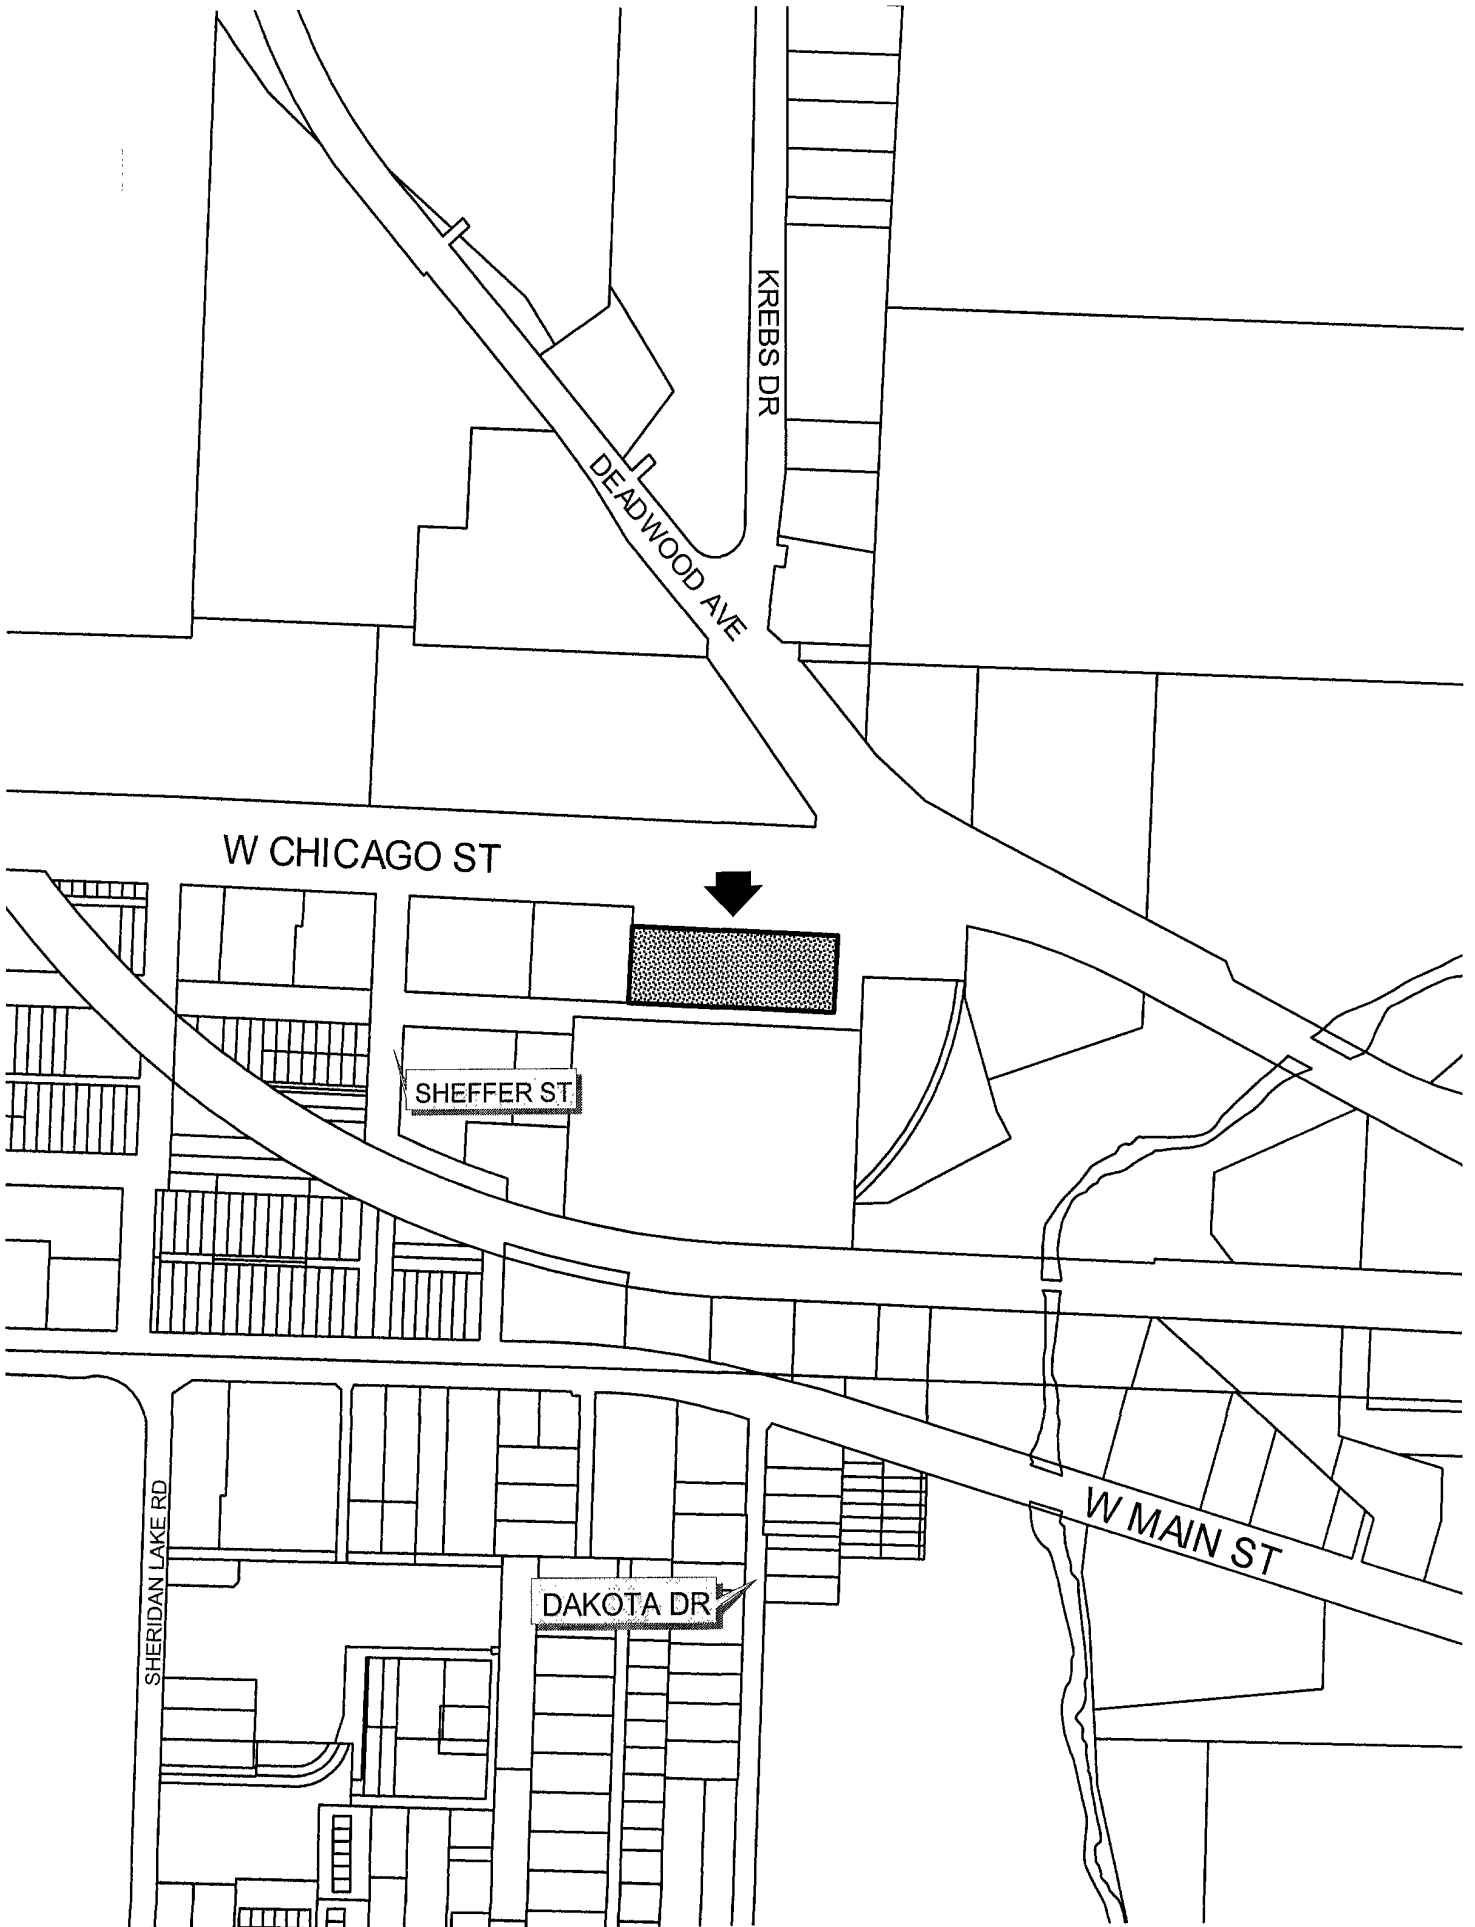 KREBS DR
DEADWOOD AVE
W CHICAGO ST
SHEFFER ST
W MAIN ST
SHERIDAN LAKE RD
DAKOTA DR